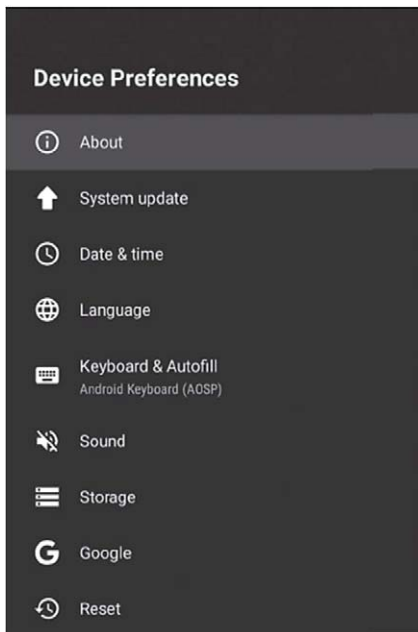 Device Preferences
About
System update
Date & time
Language
Keyboard & Autofill
Android Keyboard (AOSP)
Sound
Storage
Google
Reset